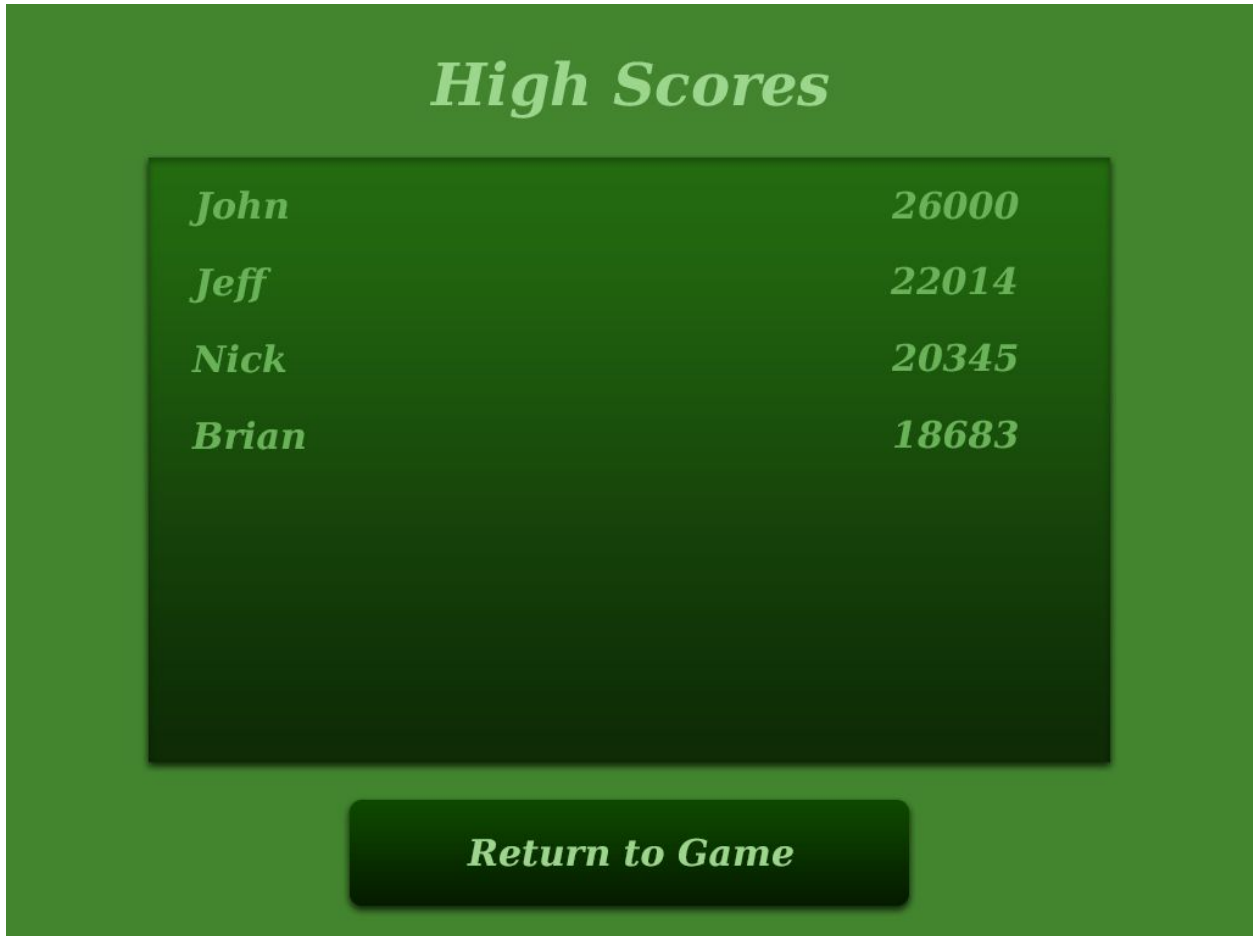 High Scores
John 26000
Jeff 22014
Nick 20345
Brian 18683
Return to Game